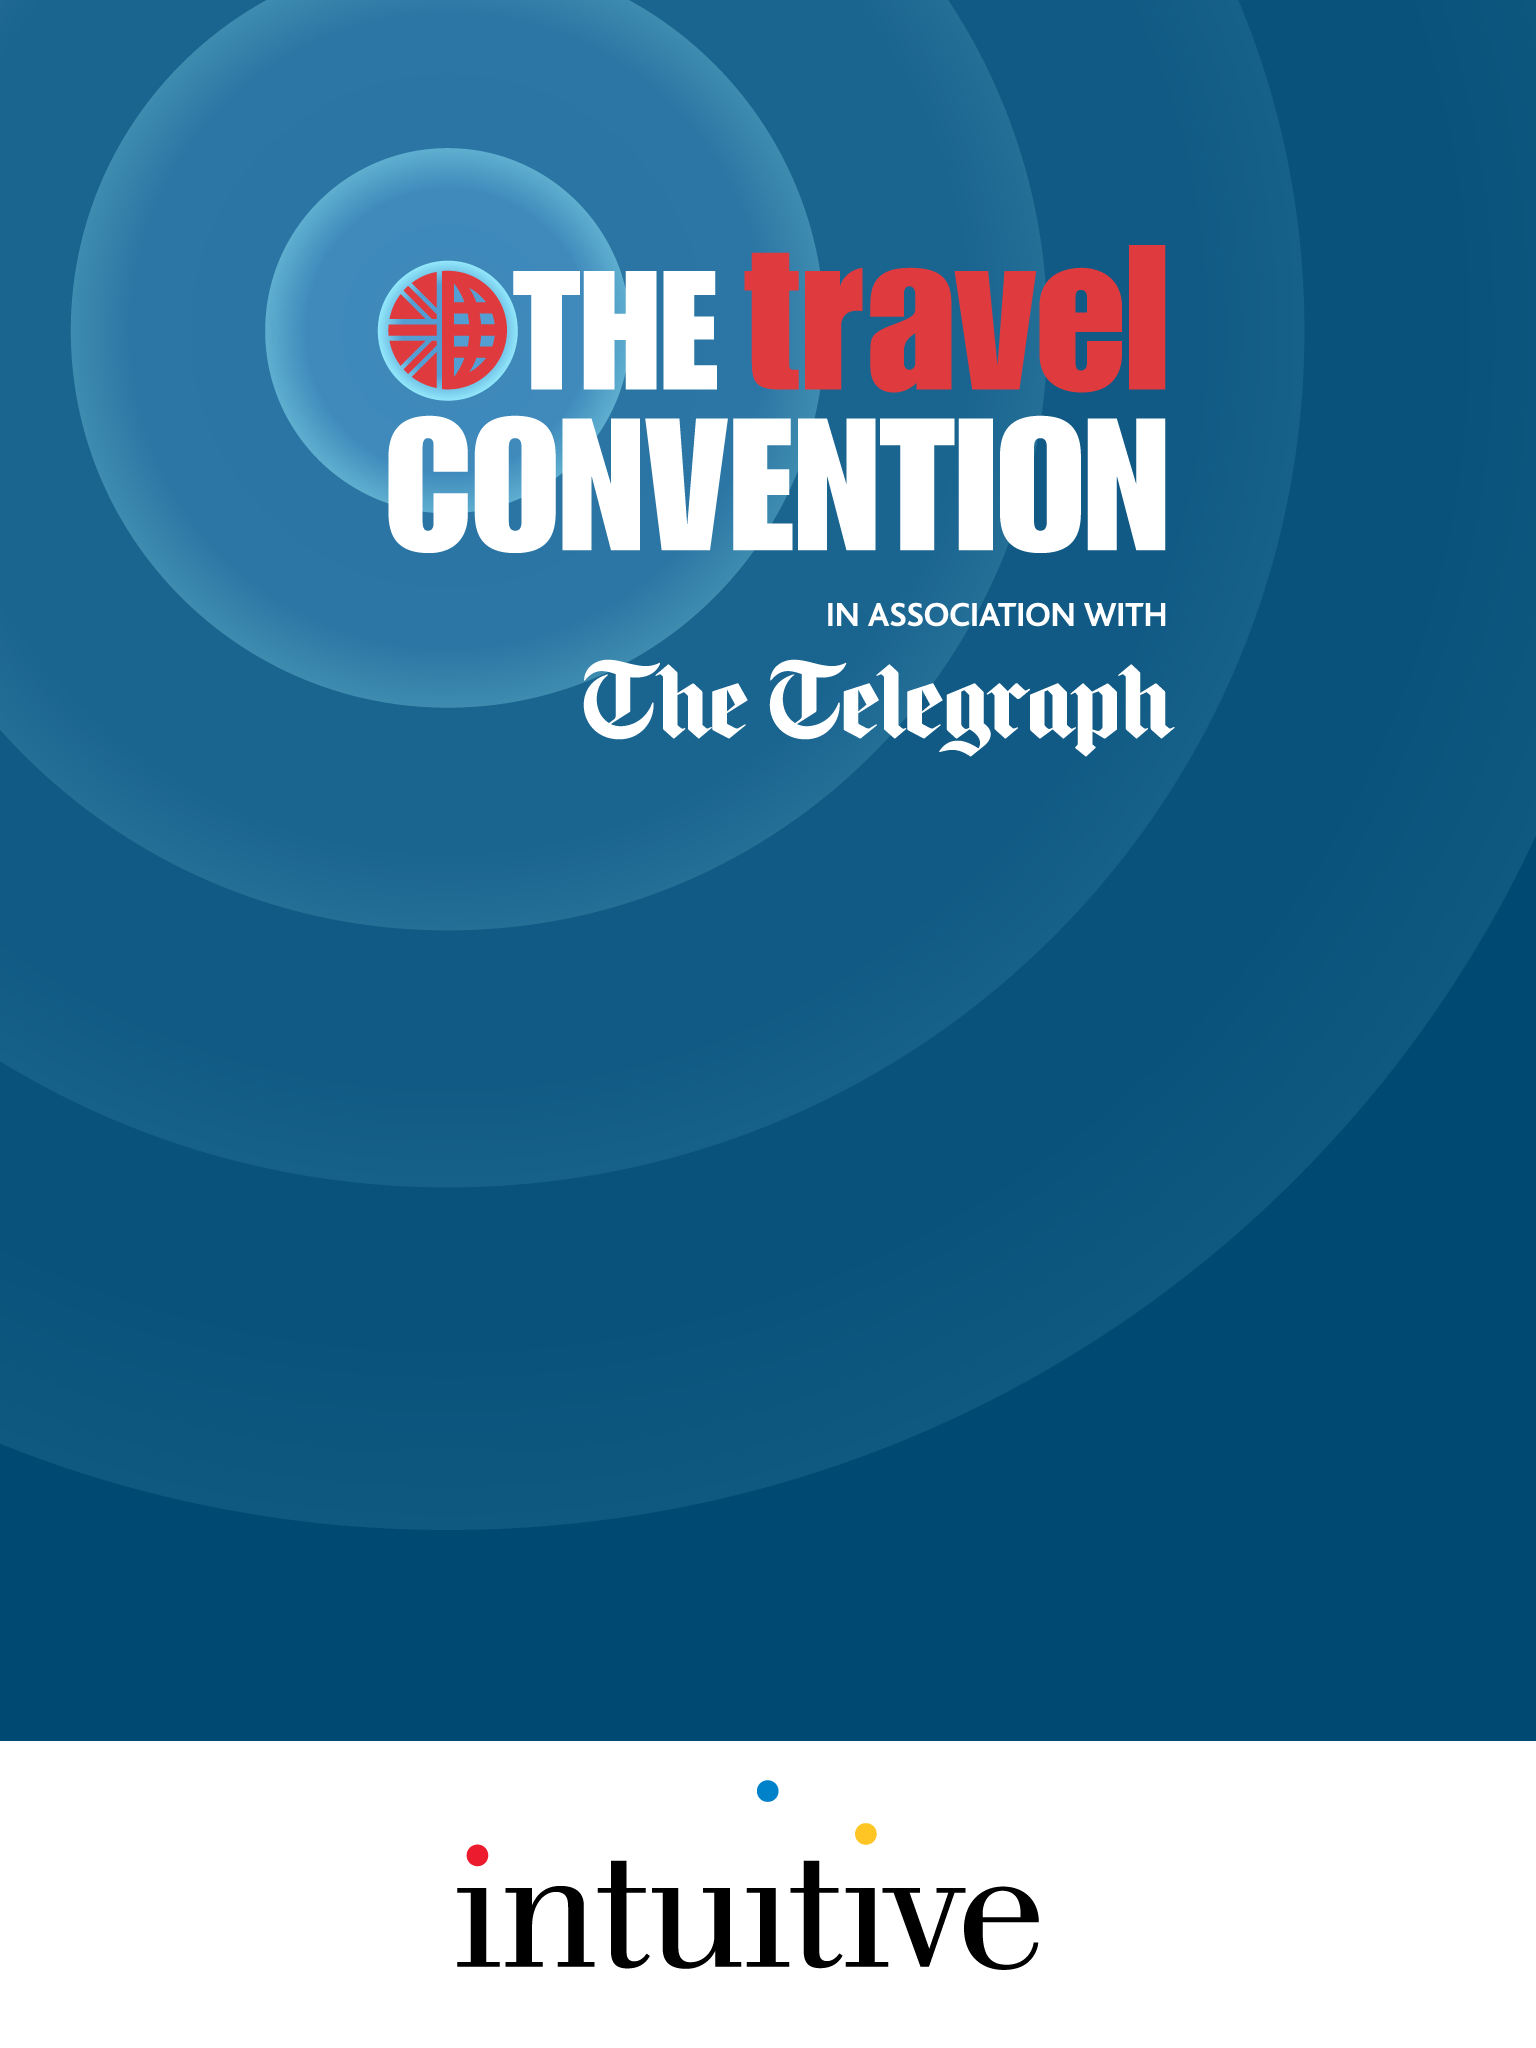 THE travel
CONVENTION
IN ASSOCIATION WITH
The Telegraph
intuitive